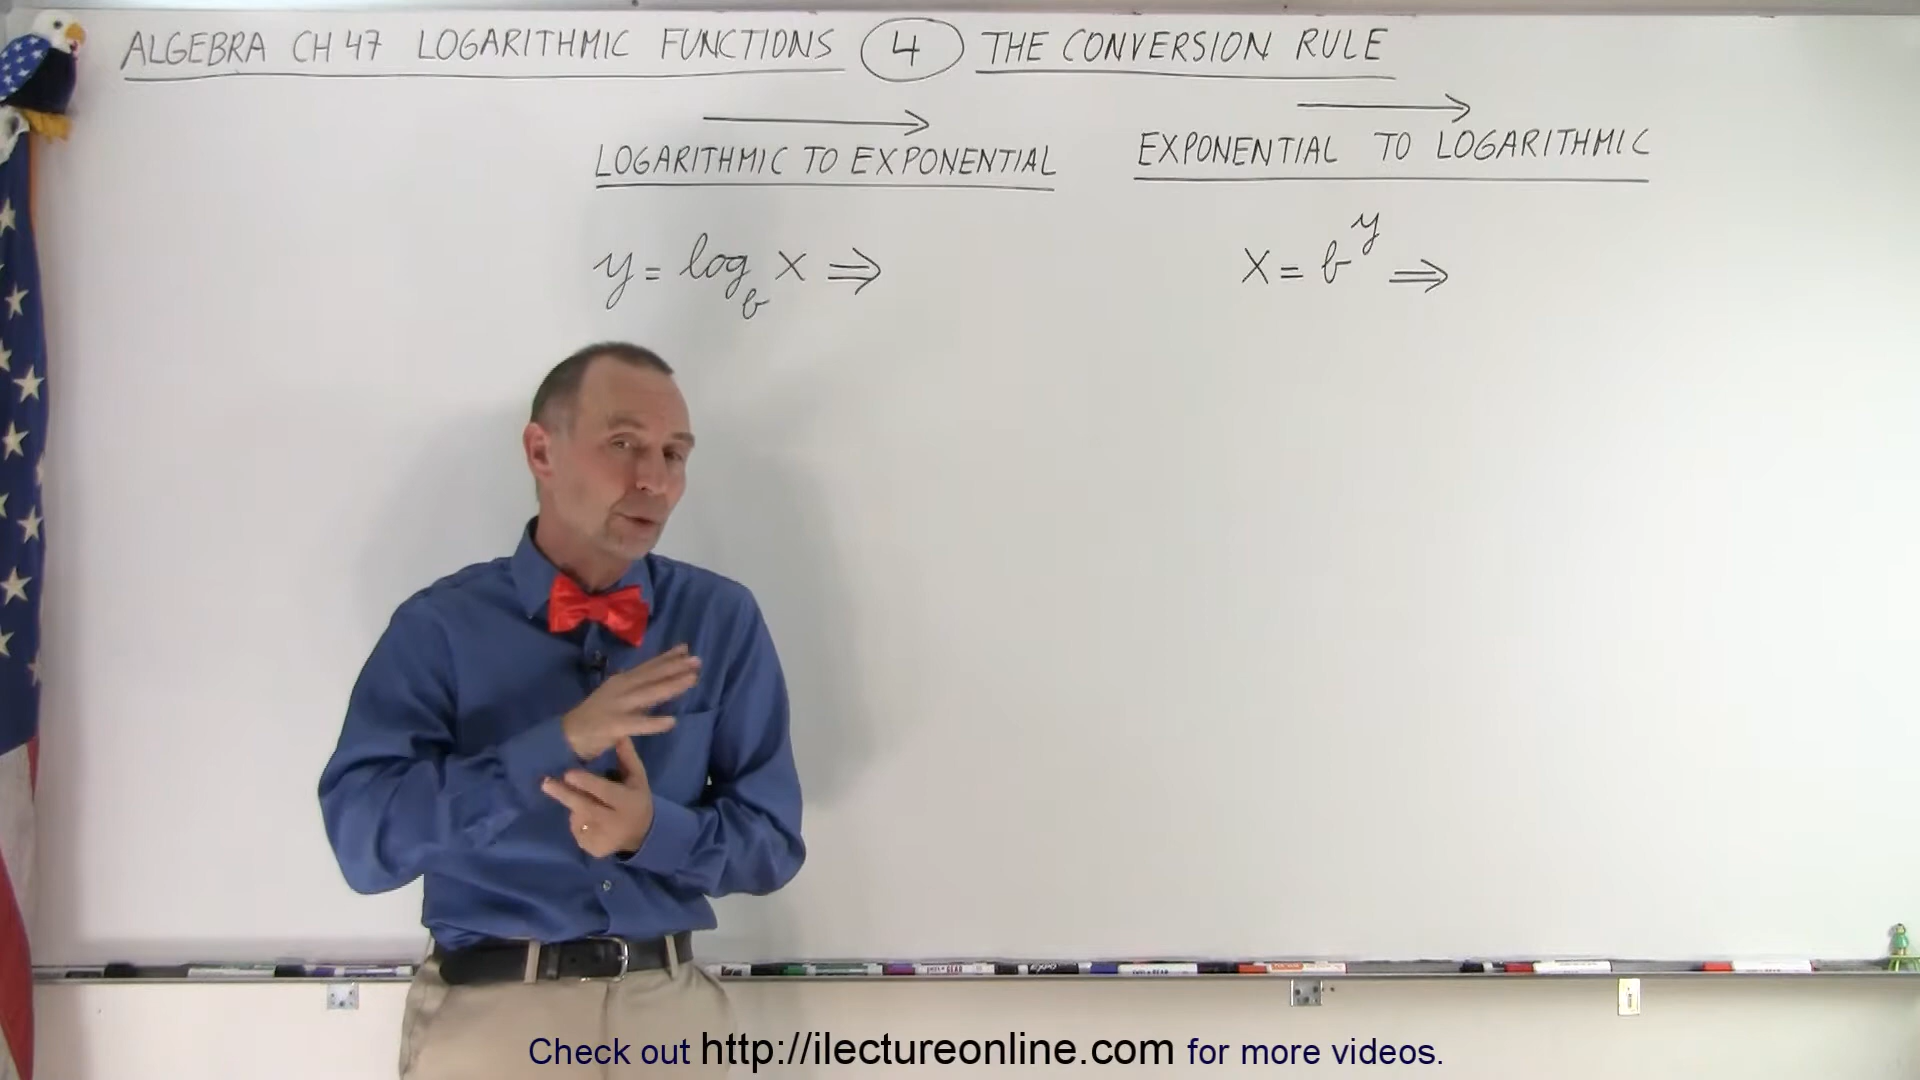 ALGEBRA CH 47 LOGARITHMIC FUNCTIONS 4 THE CONVERSION RULE
LOGARITHMIC TO EXPONENTIAL
EXPONENTIAL TO LOGARITHMIC
y = log_b x ⇒
x = b^y ⇒
Check out http://ilectureonline.com for more videos.